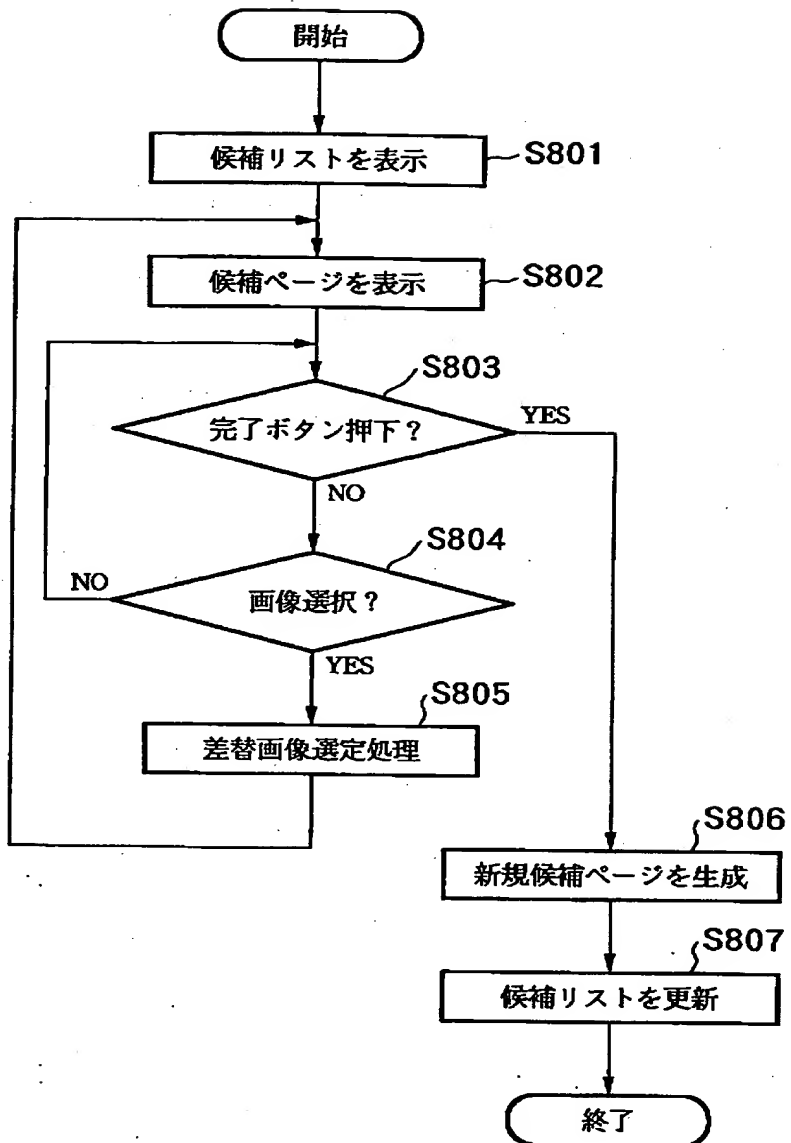 開始
候補リストを表示
S801
候補ページを表示
S802
S803
完了ボタン押下？
YES
NO
S804
画像選択？
NO
YES
S805
差替画像選定処理
S806
新規候補ページを生成
S807
候補リストを更新
終了